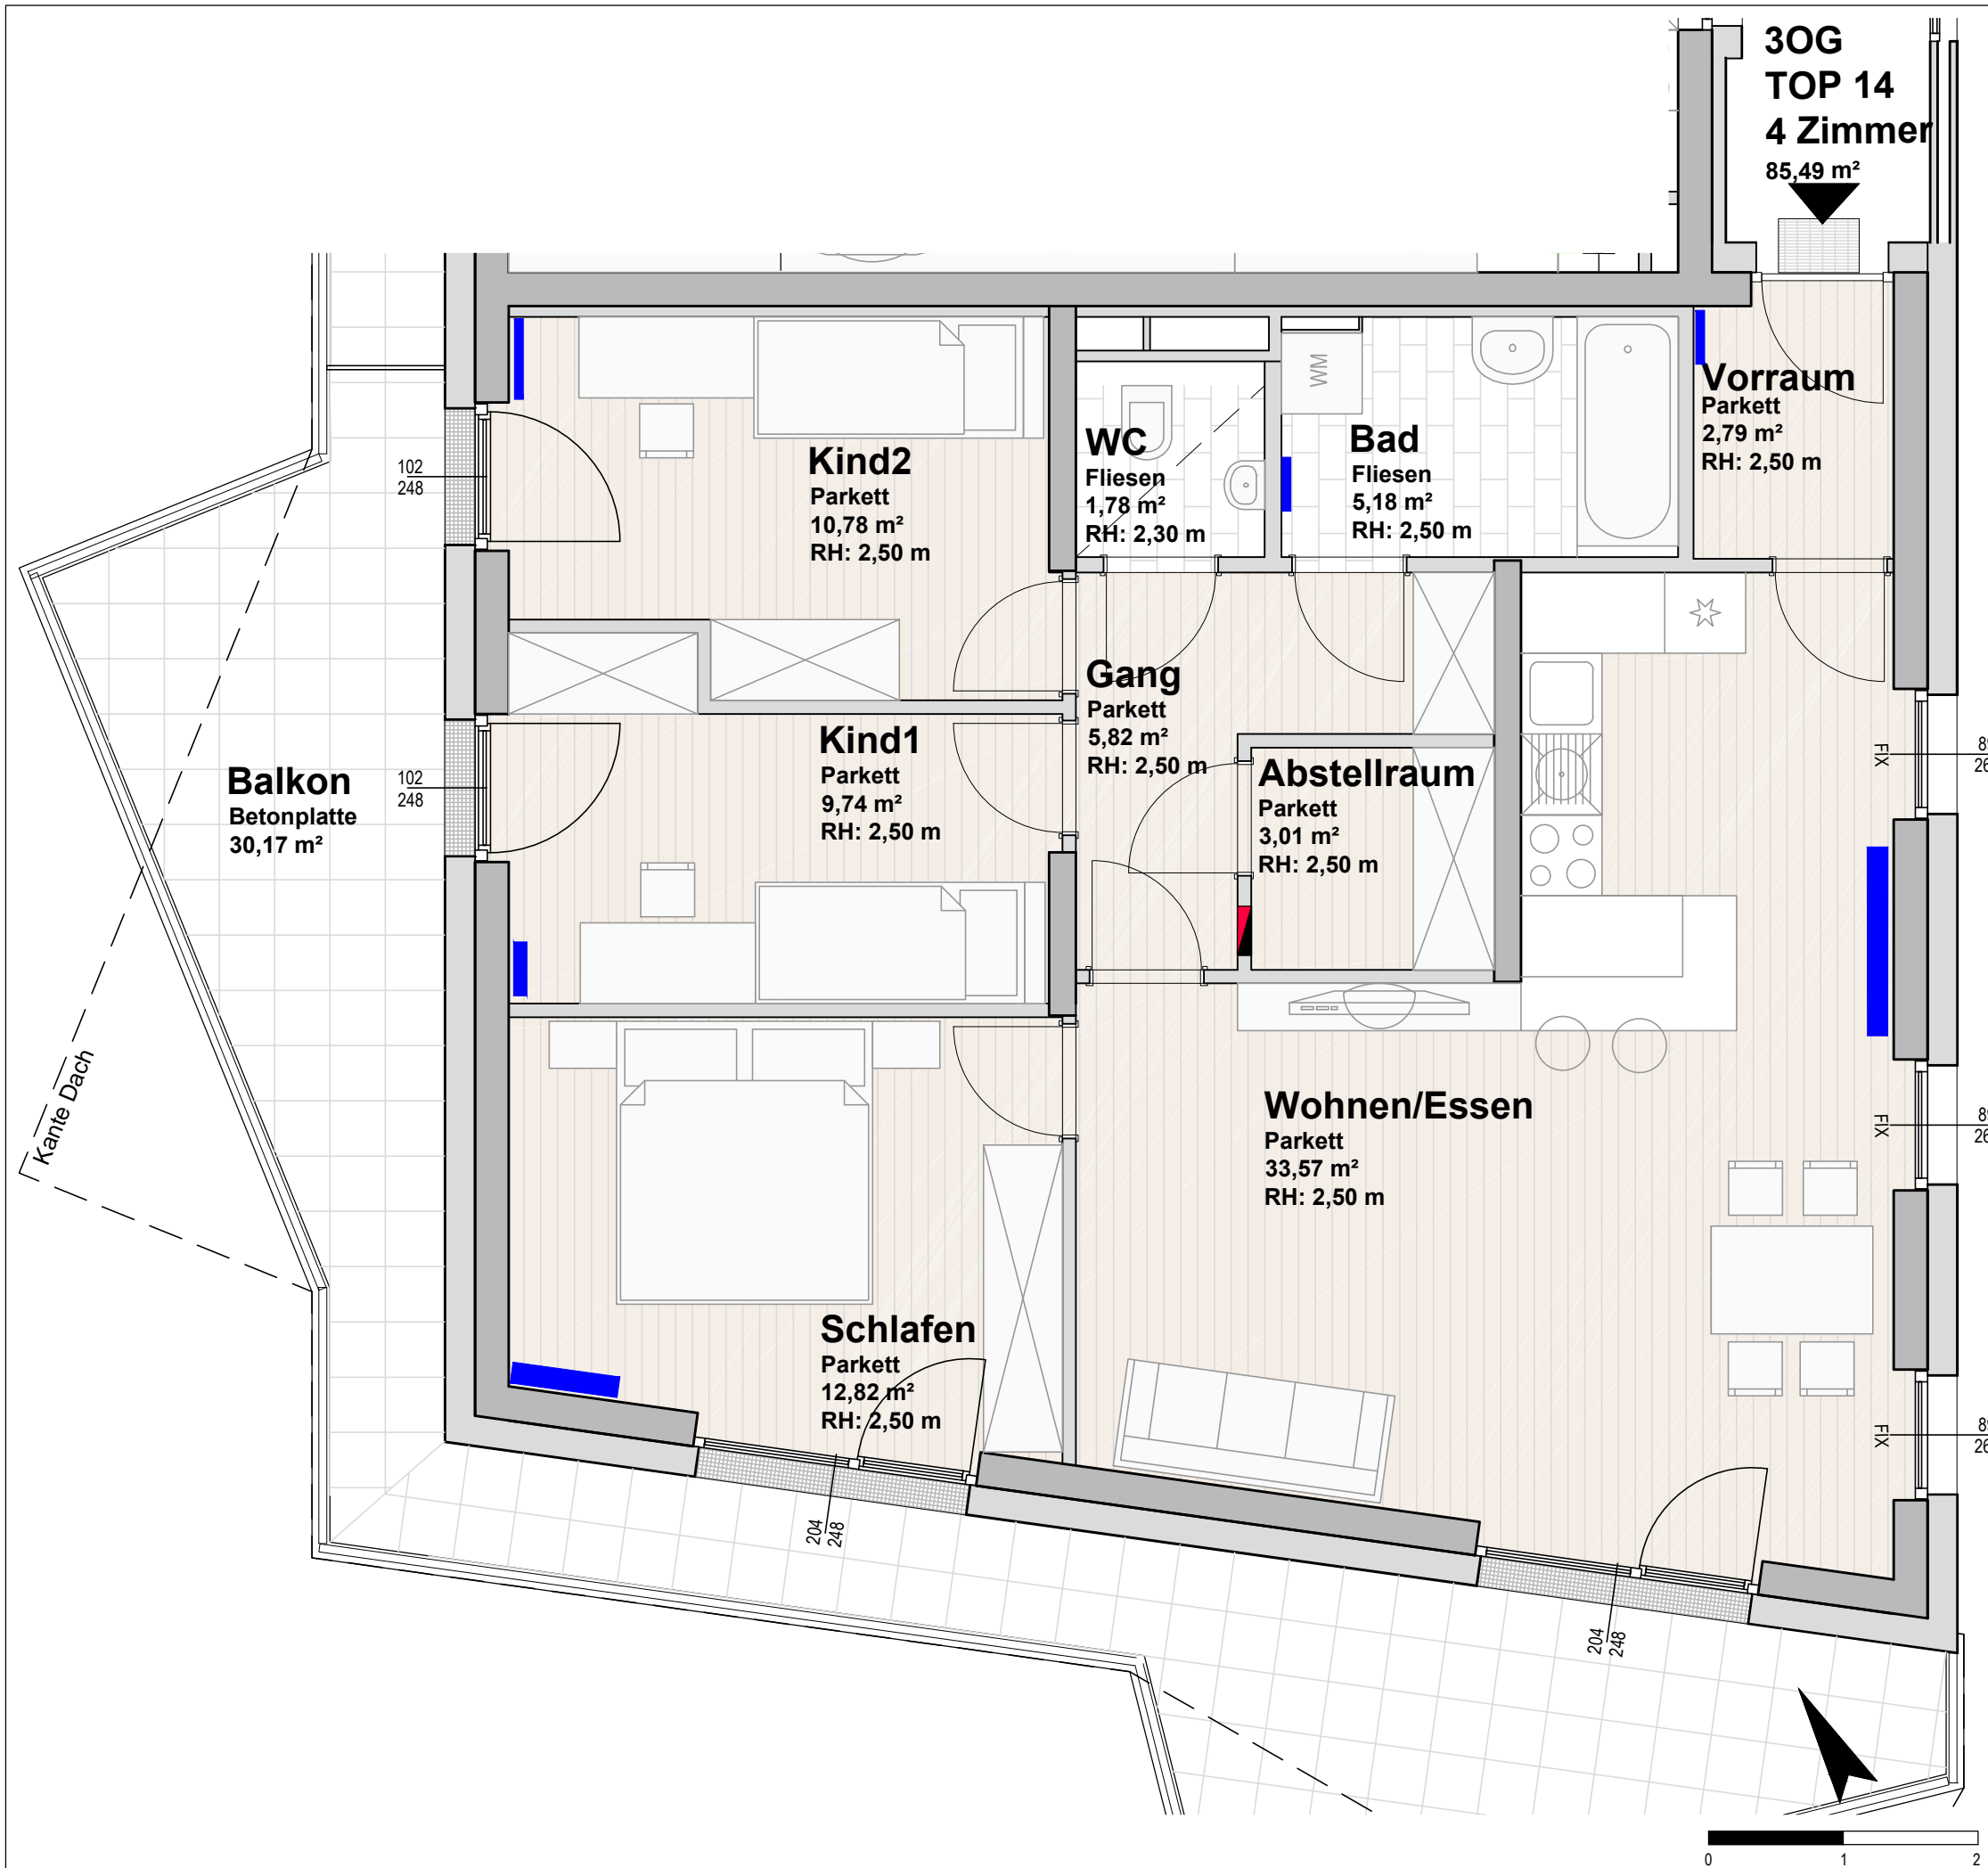 3OG
TOP 14
4 Zimmer
85,49 m²
Vorraum
Parkett
2,79 m²
RH: 2,50 m
WM
WC
Fliesen
1,78 m²
RH: 2,30 m
Bad
Fliesen
5,18 m²
RH: 2,50 m
Kind2
Parkett
10,78 m²
RH: 2,50 m
102
248
Gang
Parkett
5,82 m²
RH: 2,50 m
Kind1
Parkett
9,74 m²
RH: 2,50 m
102
248
Abstellraum
Parkett
3,01 m²
RH: 2,50 m
Balkon
Betonplatte
30,17 m²
FIX
Kante Dach
Wohnen/Essen
Parkett
33,57 m²
RH: 2,50 m
FIX
Schlafen
Parkett
12,82 m²
RH: 2,50 m
FIX
204
248
204
248
0 1 2